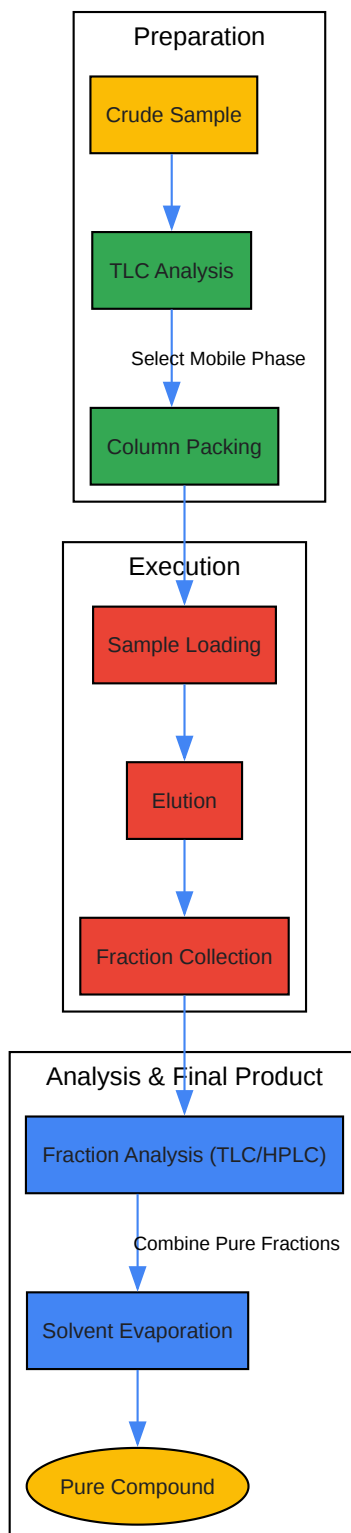 Preparation
Crude Sample
TLC Analysis
Select Mobile Phase
Column Packing
Execution
Sample Loading
Elution
Fraction Collection
Analysis & Final Product
Fraction Analysis (TLC/HPLC)
Combine Pure Fractions
Solvent Evaporation
Pure Compound